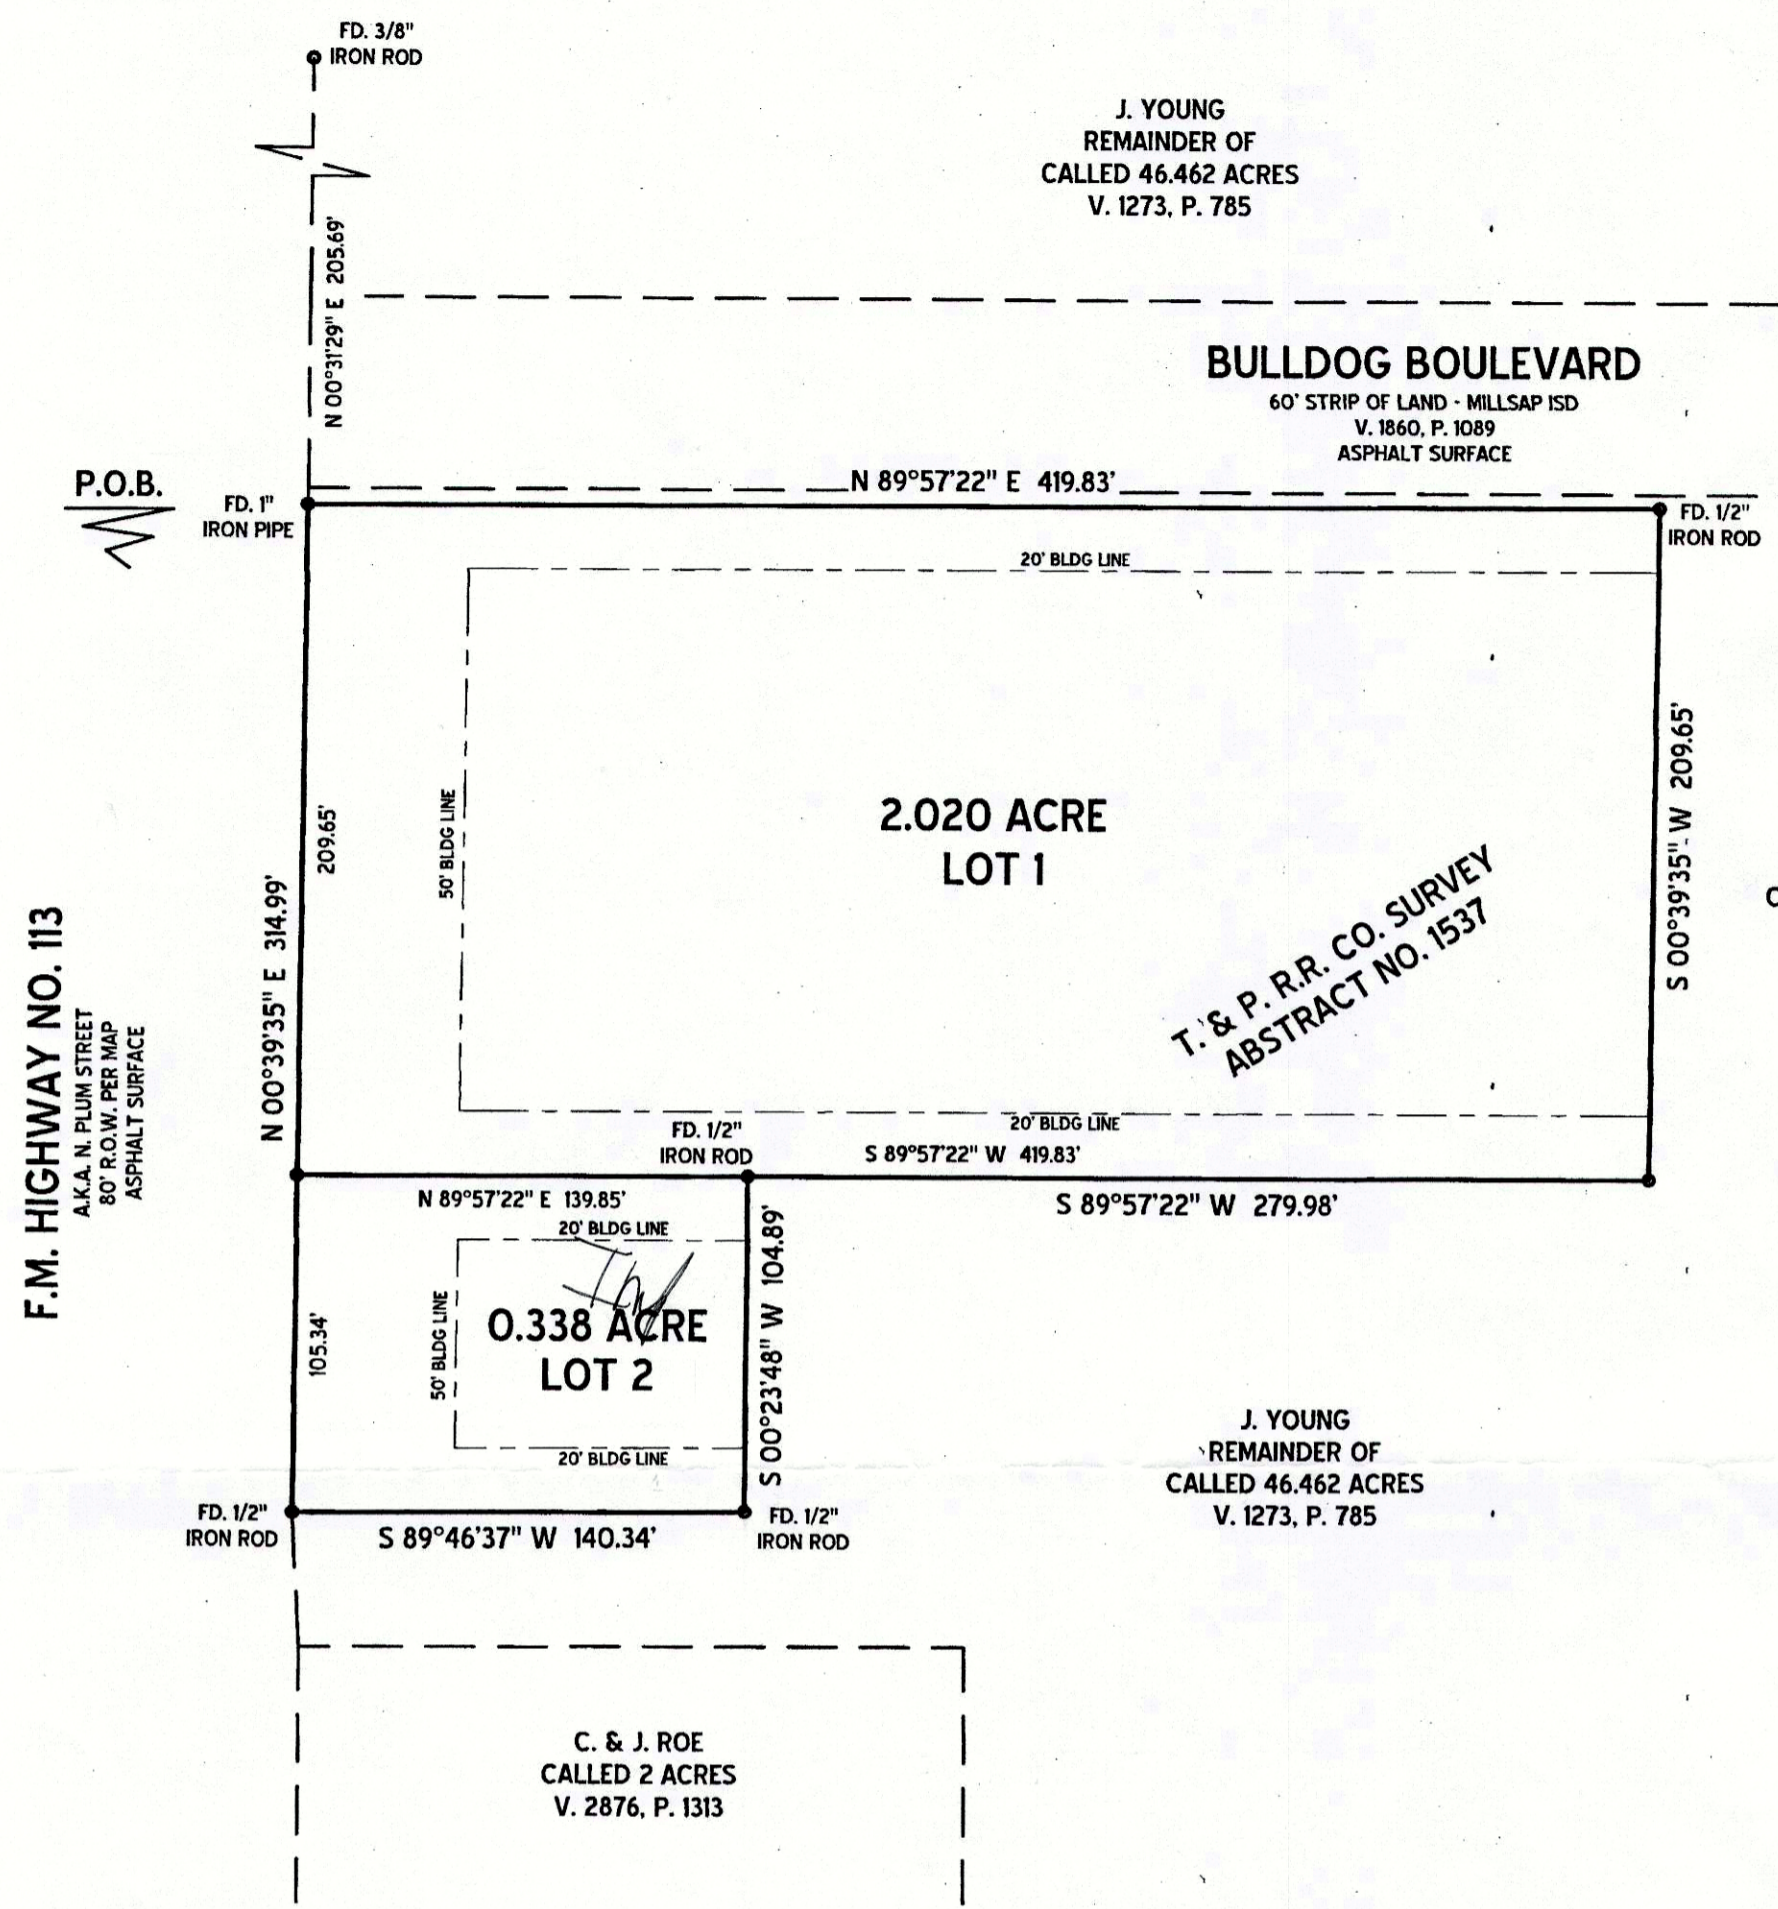 FD. 3/8"
IRON ROD
J. YOUNG
REMAINDER OF
CALLED 46.462 ACRES
V. 1273, P. 785
N 00°31'29" E 205.69'
BULLDOG BOULEVARD
60' STRIP OF LAND - MILLSAP ISD
V. 1860, P. 1089
ASPHALT SURFACE
P.O.B.
FD. 1"
IRON PIPE
N 89°57'22" E 419.83'
FD. 1/2"
IRON ROD
20' BLDG LINE
50' BLDG LINE
209.65'
N 00°39'35" E 314.99'
2.020 ACRE
LOT 1
S 00°39'35" W 209.65'
T. & P. R.R. CO. SURVEY
ABSTRACT NO. 1537
F.M. HIGHWAY NO. 113
A.K.A. N. PLUM STREET
80' R.O.W. PER MAP
ASPHALT SURFACE
20' BLDG LINE
FD. 1/2"
IRON ROD
S 89°57'22" W 419.83'
N 89°57'22" E 139.85'
S 89°57'22" W 279.98'
20' BLDG LINE
105.34'
50' BLDG LINE
0.338 ACRE
LOT 2
S 00°23'48" W 104.89'
20' BLDG LINE
FD. 1/2"
IRON ROD
S 89°46'37" W 140.34'
FD. 1/2"
IRON ROD
J. YOUNG
REMAINDER OF
CALLED 46.462 ACRES
V. 1273, P. 785
C. & J. ROE
CALLED 2 ACRES
V. 2876, P. 1313